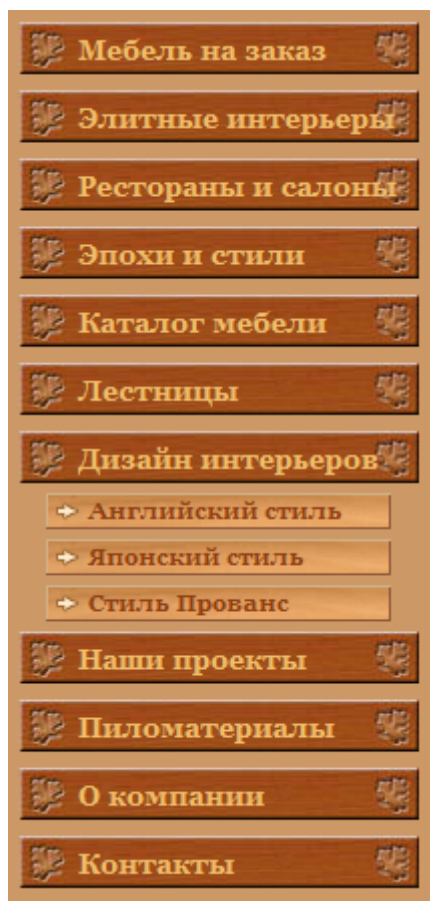 Мебель на заказ
Элитные интерьеры
Рестораны и салоны
Эпохи и стили
Каталог мебели
Лестницы
Дизайн интерьеров
Английский стиль
Японский стиль
Стиль Прованс
Наши проекты
Пиломатериалы
О компании
Контакты